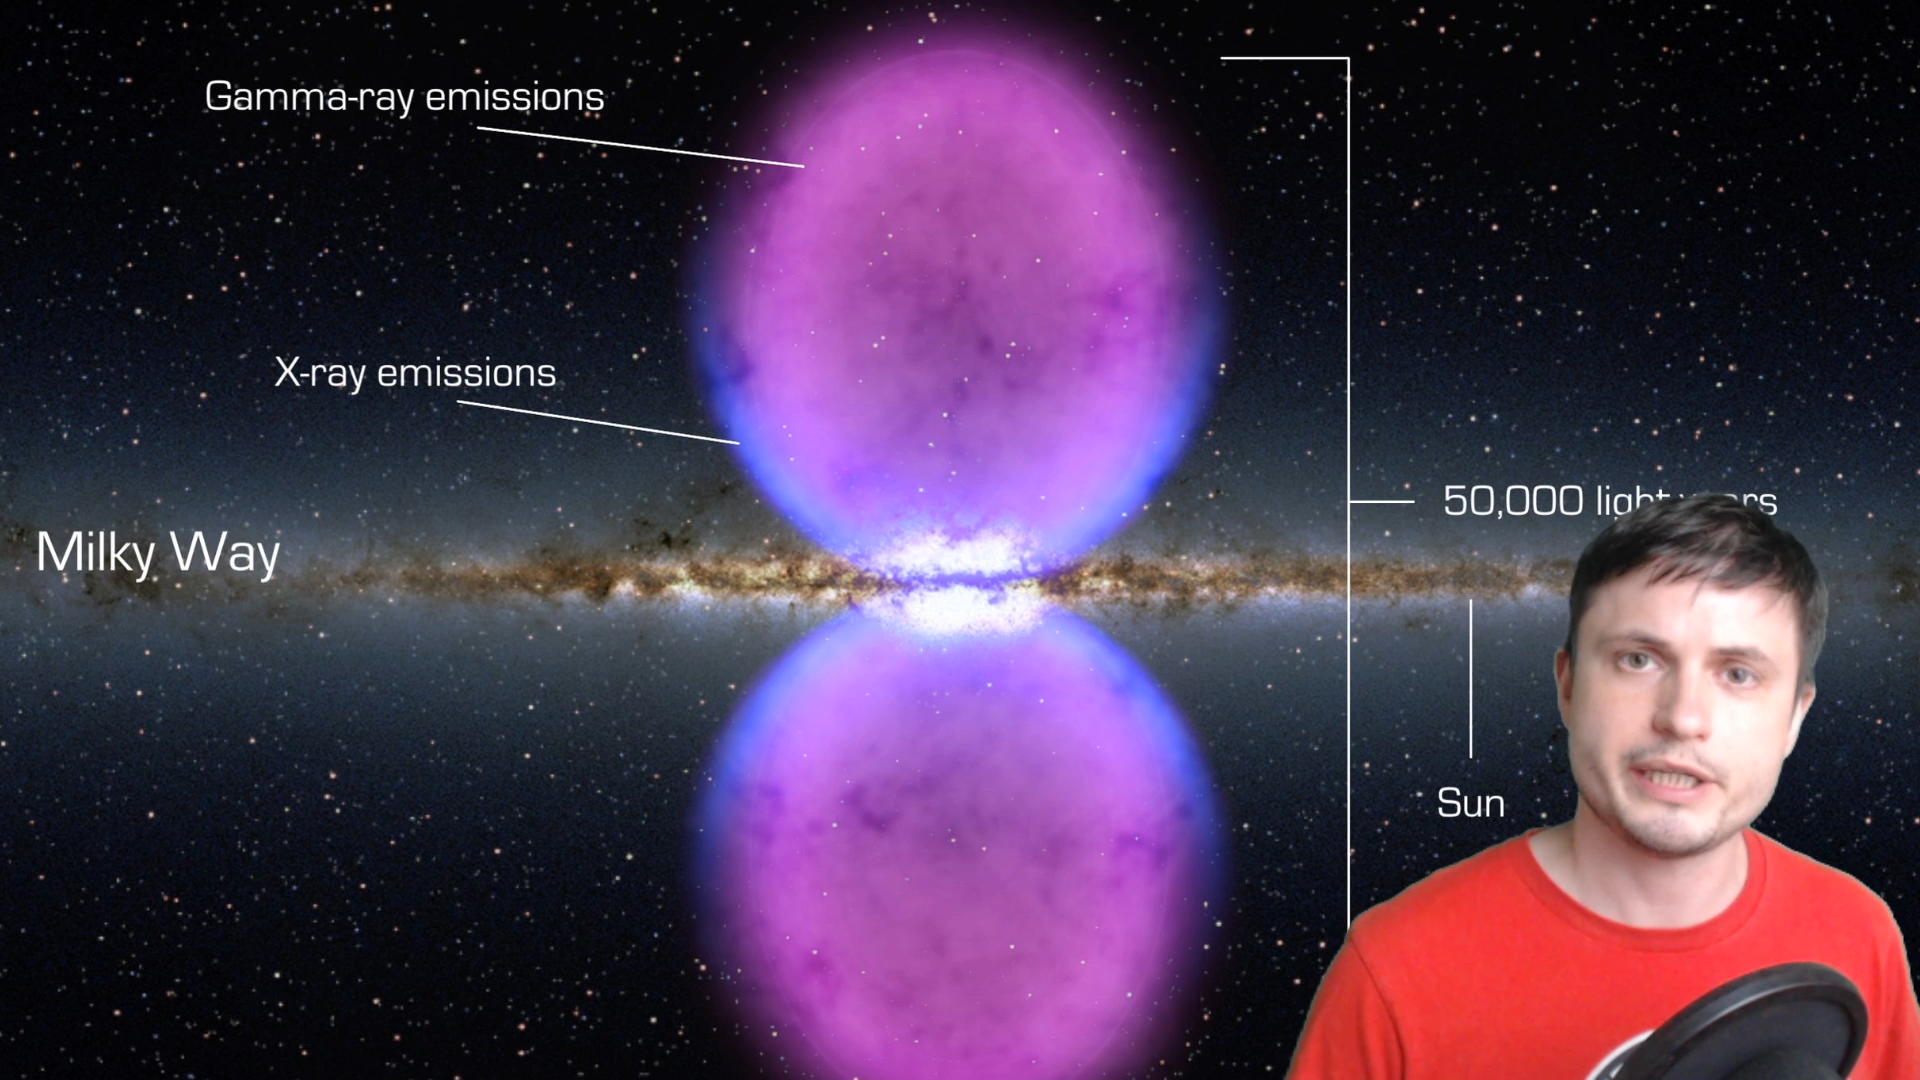 Gamma-ray emissions
X-ray emissions
50,000
Milky Way
Sun